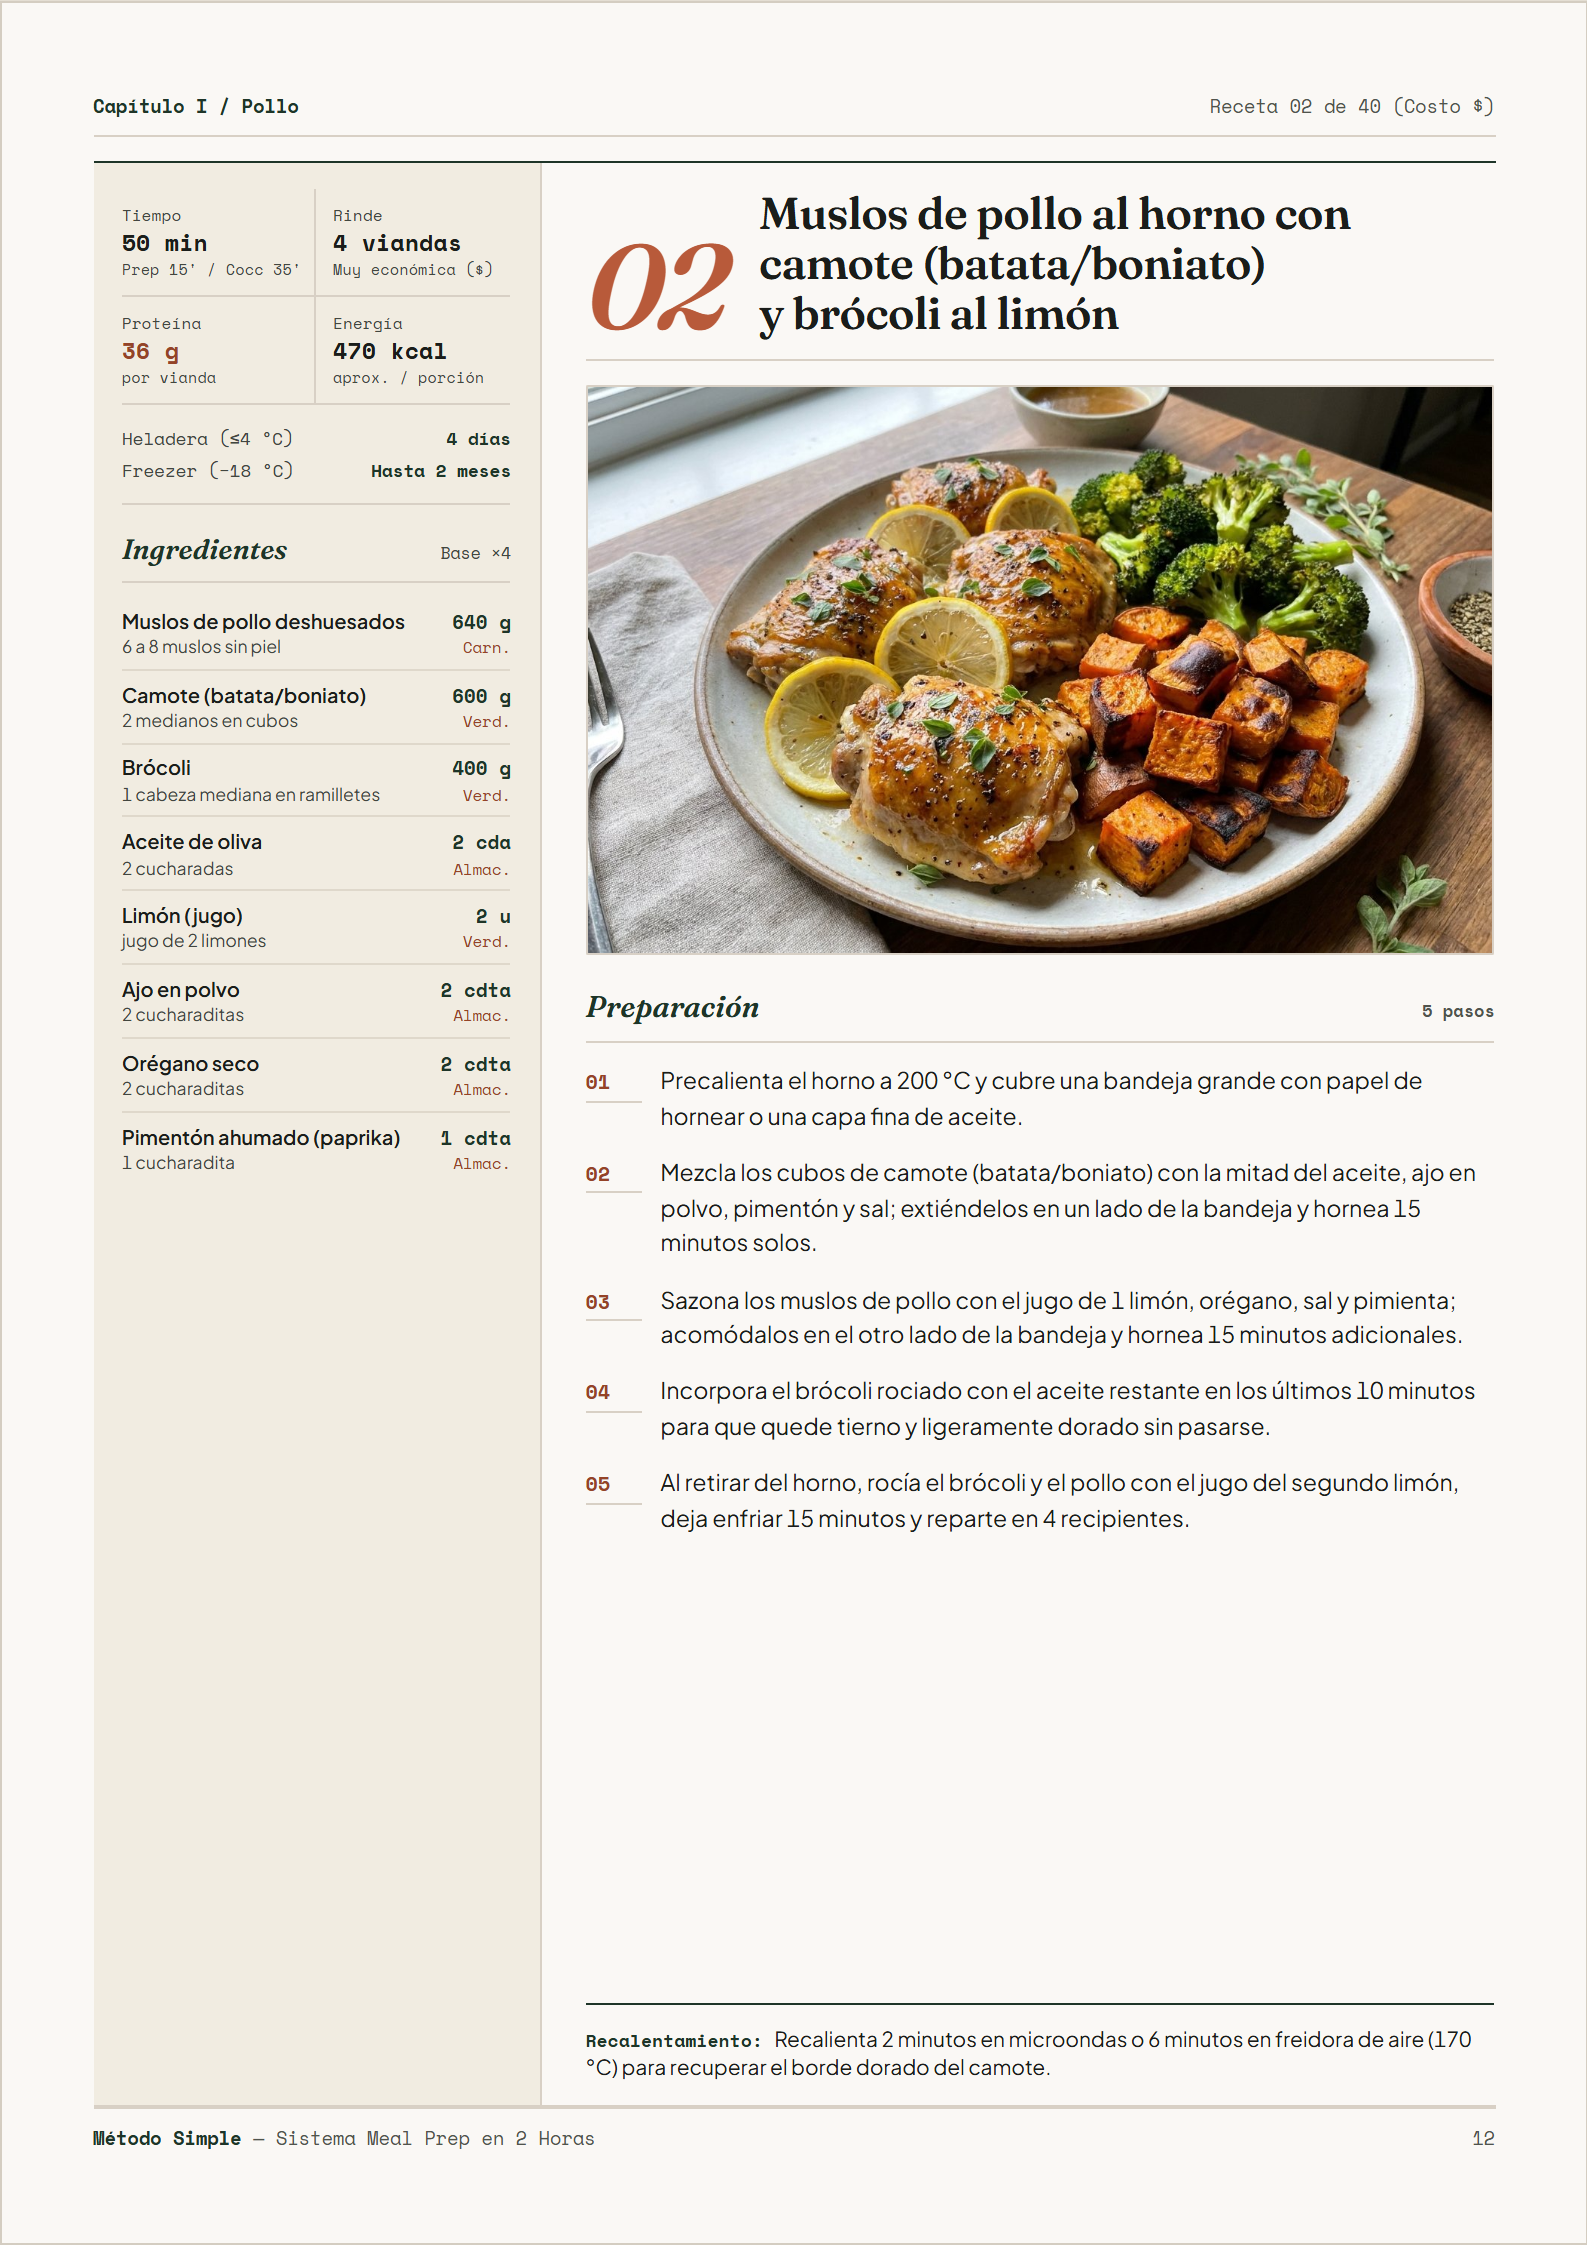 Capítulo I / Pollo
Receta 02 de 40 (Costo $)
Tiempo
50 min
Prep 15' / Cocc 35'
Rinde
4 viandas
Muy económica ($)
Proteína
36 g
por vianda
Energía
470 kcal
aprox. / porción
Heladera (≤4 °C)
4 días
Freezer (−18 °C)
Hasta 2 meses
Ingredientes
Base ×4
Muslos de pollo deshuesados
640 g
6 a 8 muslos sin piel
Carn.
Camote (batata/boniato)
600 g
2 medianos en cubos
Verd.
Brócoli
400 g
1 cabeza mediana en ramilletes
Verd.
Aceite de oliva
2 cda
2 cucharadas
Almac.
Limón (jugo)
2 u
jugo de 2 limones
Verd.
Ajo en polvo
2 cdta
2 cucharaditas
Almac.
Orégano seco
2 cdta
2 cucharaditas
Almac.
Pimentón ahumado (paprika)
1 cdta
1 cucharadita
Almac.
02
Muslos de pollo al horno con
camote (batata/boniato)
y brócoli al limón
Preparación
5 pasos
01
Precalienta el horno a 200 °C y cubre una bandeja grande con papel de
hornear o una capa fina de aceite.
02
Mezcla los cubos de camote (batata/boniato) con la mitad del aceite, ajo en
polvo, pimentón y sal; extiéndelos en un lado de la bandeja y hornea 15
minutos solos.
03
Sazona los muslos de pollo con el jugo de 1 limón, orégano, sal y pimienta;
acomódalos en el otro lado de la bandeja y hornea 15 minutos adicionales.
04
Incorpora el brócoli rociado con el aceite restante en los últimos 10 minutos
para que quede tierno y ligeramente dorado sin pasarse.
05
Al retirar del horno, rocía el brócoli y el pollo con el jugo del segundo limón,
deja enfriar 15 minutos y reparte en 4 recipientes.
Recalentamiento: Recalienta 2 minutos en microondas o 6 minutos en freidora de aire (170
°C) para recuperar el borde dorado del camote.
Método Simple — Sistema Meal Prep en 2 Horas
12